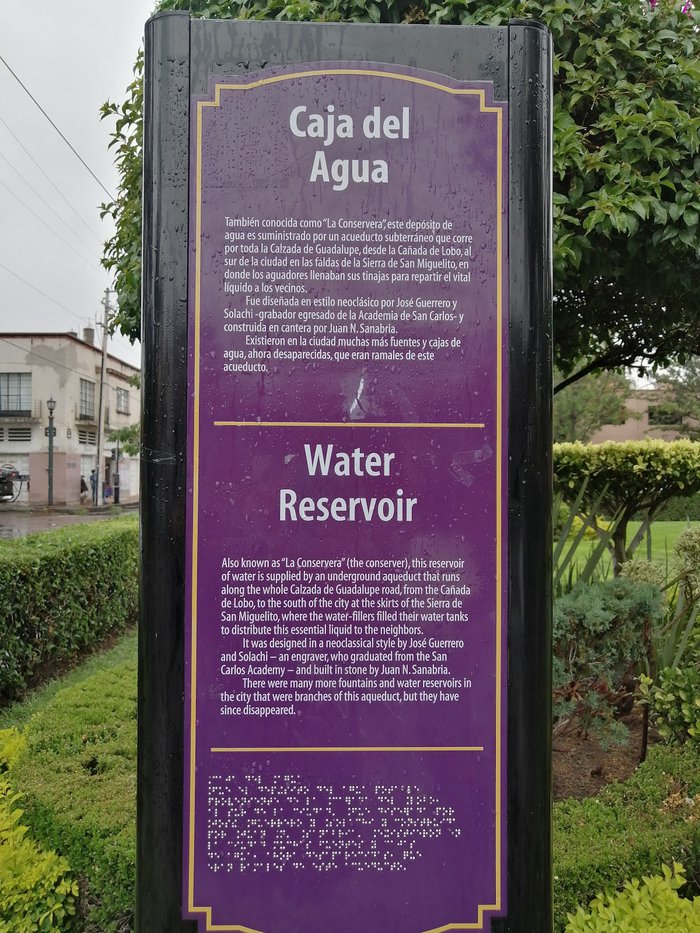 Caja del
Agua
También conocida como “La Conservera”, este depósito de
agua es suministrado por un acueducto subterráneo que corre
por toda la Calzada de Guadalupe, desde la Cañada de Lobo, al
sur de la ciudad en las faldas de la Sierra de San Miguelito, en
donde los aguadores llenaban sus tinajas para repartir el vital
líquido a los vecinos.
Fue diseñada en estilo neoclásico por José Guerrero y
Solachi -grabador egresado de la Academia de San Carlos- y
construida en cantera por Juan N. Sanabria.
Existieron en la ciudad muchas más fuentes y cajas de
agua, ahora desaparecidas, que eran ramales de este
acueducto.
Water
Reservoir
Also known as “La Conservera” (the conserver), this reservoir
of water is supplied by an underground aqueduct that runs
along the whole Calzada de Guadalupe road, from the Cañada
de Lobo, to the south of the city at the skirts of the Sierra de
San Miguelito, where the water-fillers filled their water tanks
to distribute this essential liquid to the neighbors.
It was designed in a neoclassical style by José Guerrero
and Solachi – an engraver, who graduated from the San
Carlos Academy – and built in stone by Juan N. Sanabria.
There were many more fountains and water reservoirs in
the city that were branches of this aqueduct, but they have
since disappeared.